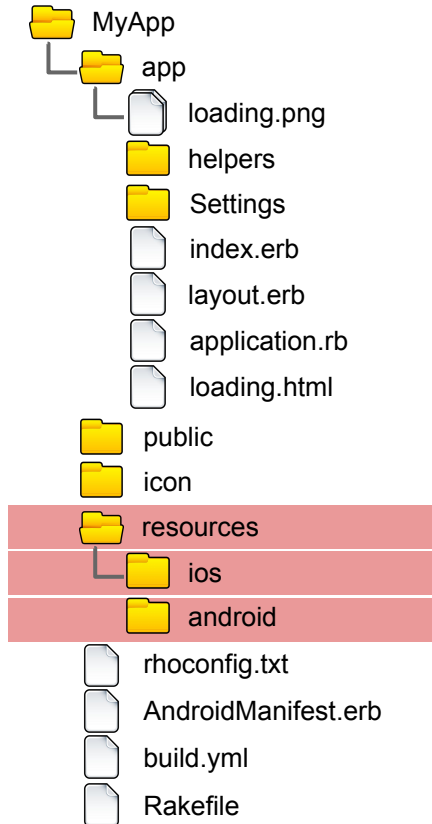 MyApp
app
loading.png
helpers
Settings
index.erb
layout.erb
application.rb
loading.html
public
icon
resources
ios
android
rhoconfig.txt
AndroidManifest.erb
build.yml
Rakefile